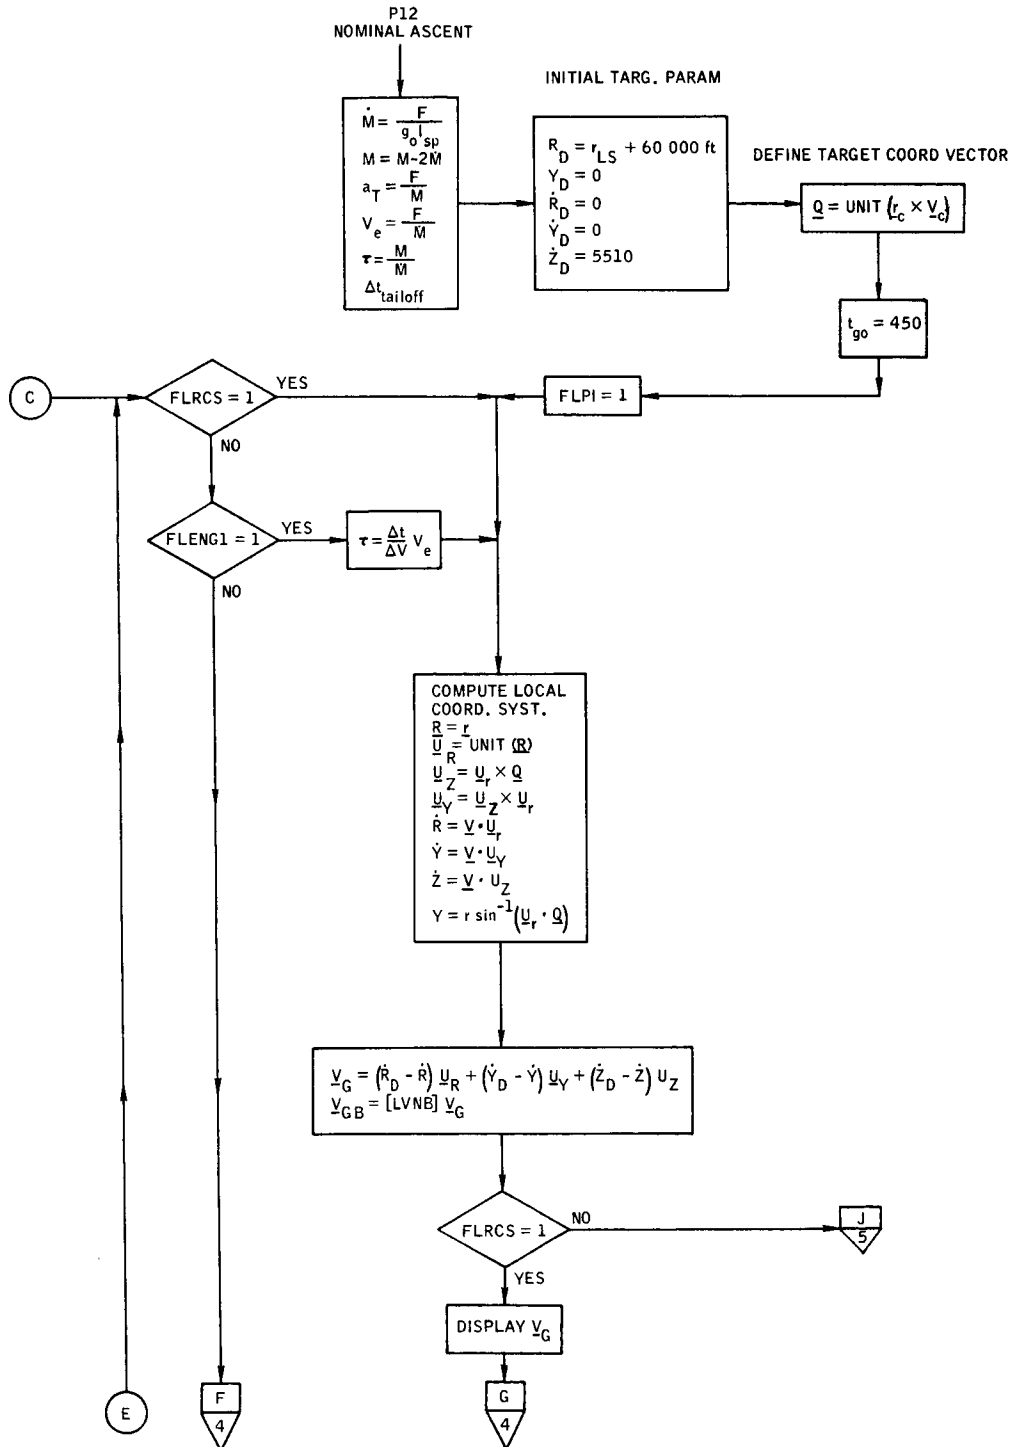 P12
NOMINAL ASCENT
INITIAL TARG. PARAM
DEFINE TARGET COORD VECTOR
Ṁ = F / g_o I_sp
M = M-2Ṁ
a_T = F / M
V_e = F / Ṁ
τ = M / Ṁ
Δt_tailoff
R_D = r_LS + 60 000 ft
Y_D = 0
Ṙ_D = 0
Ẏ_D = 0
Ż_D = 5510
Q = UNIT (r_c × V_c)
t_go = 450
C
FLRCS = 1
YES
NO
FLPI = 1
FLENG1 = 1
YES
NO
τ = Δt / ΔV V_e
COMPUTE LOCAL
COORD. SYST.
R = r
U_R = UNIT (R)
U_Z = U_r × Q
U_Y = U_Z × U_r
Ṙ = V · U_r
Ẏ = V · U_Y
Ż = V · U_Z
Y = r sin^-1 (U_r · Q)
V_G = (Ṙ_D - Ṙ) U_R + (Ẏ_D - Ẏ) U_Y + (Ż_D - Ż) U_Z
V_GB = [LVNB] V_G
FLRCS = 1
NO
YES
J
5
DISPLAY V_G
E
F
4
G
4